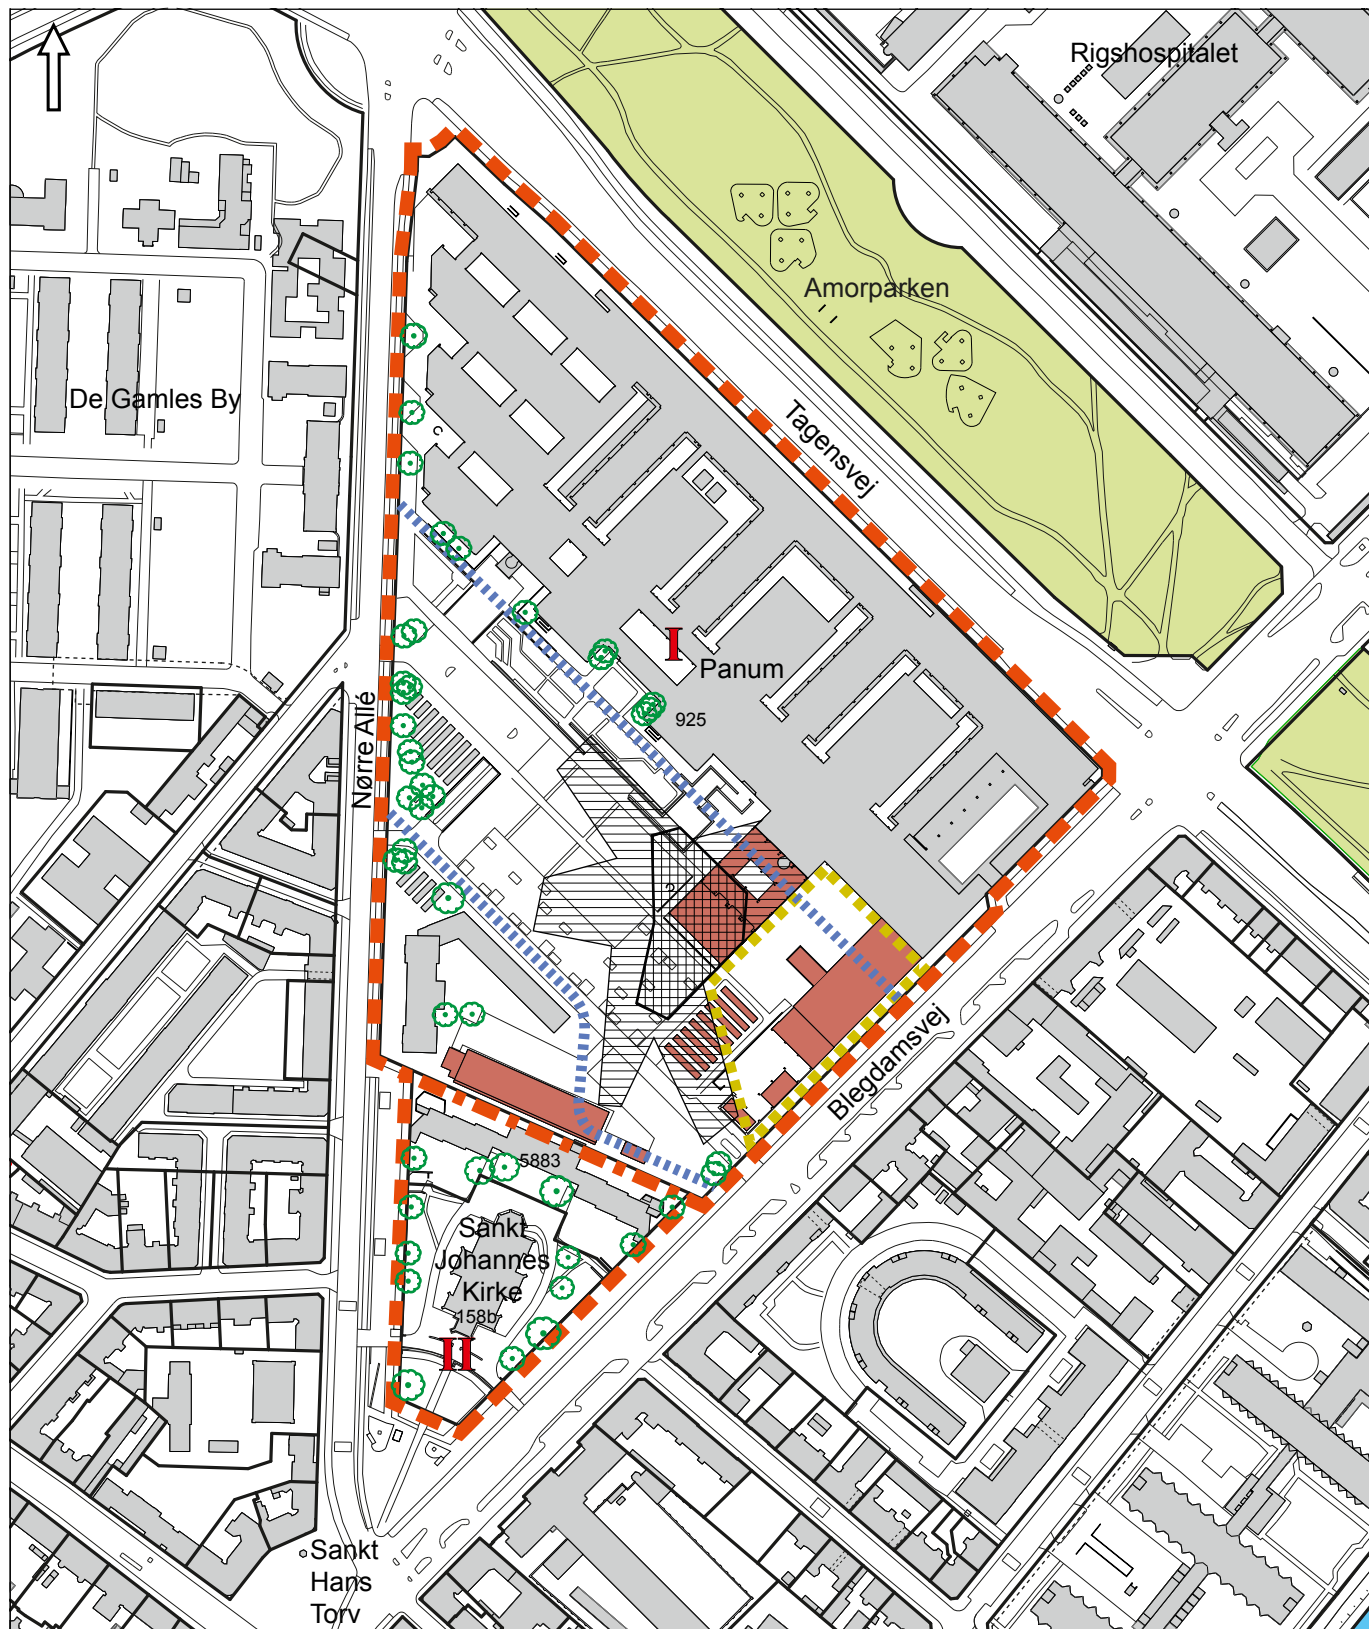 Rigshospitalet
Amorparken
De Gamles By
Tagensvej
I
Panum
925
Nørre Allé
Blegdamsvej
5883
Sankt
Johannes
Kirke
158b
II
Sankt
Hans
Torv